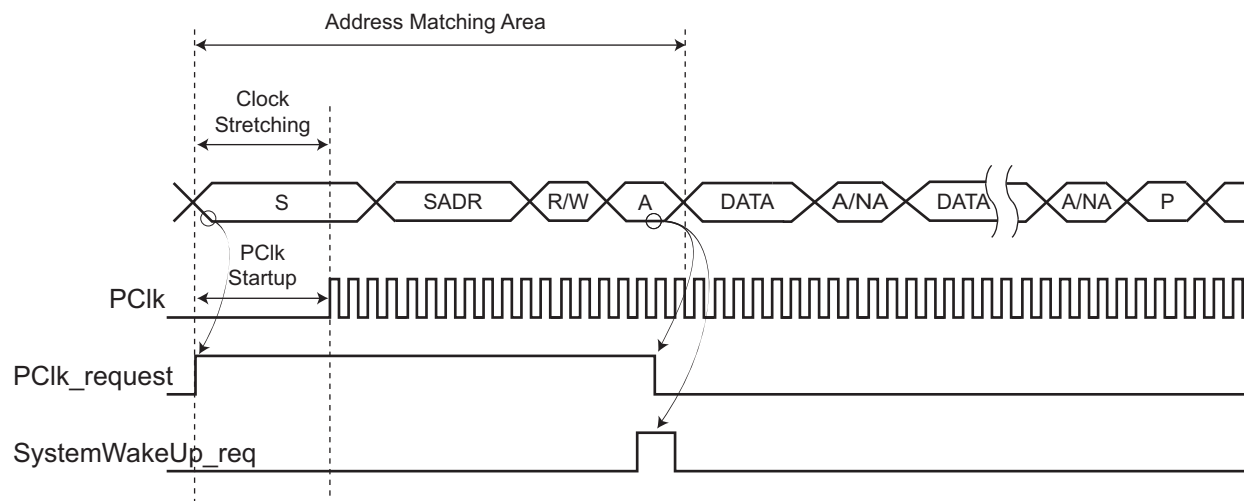 Address Matching Area
Clock
Stretching
S
SADR
R/W
A
DATA
A/NA
DATA
A/NA
P
PClk
Startup
PClk
PClk_request
SystemWakeUp_req